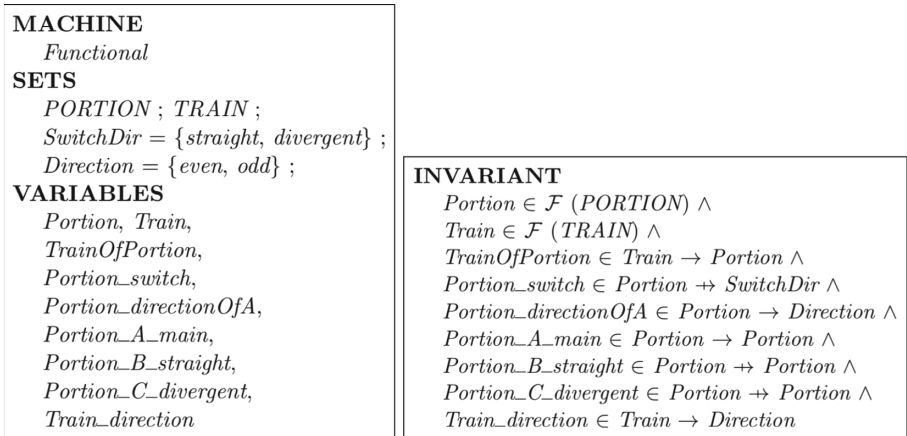 MACHINE
Functional
SETS
PORTION ; TRAIN ;
SwitchDir = {straight, divergent} ;
Direction = {even, odd} ;
VARIABLES
Portion, Train,
TrainOfPortion,
Portion_switch,
Portion_directionOfA,
Portion_A_main,
Portion_B_straight,
Portion_C_divergent,
Train_direction
INVARIANT
Portion ∈ ℱ (PORTION) ∧
Train ∈ ℱ (TRAIN) ∧
TrainOfPortion ∈ Train → Portion ∧
Portion_switch ∈ Portion ⇸ SwitchDir ∧
Portion_directionOfA ∈ Portion → Direction ∧
Portion_A_main ∈ Portion → Portion ∧
Portion_B_straight ∈ Portion ⇸ Portion ∧
Portion_C_divergent ∈ Portion ⇸ Portion ∧
Train_direction ∈ Train → Direction